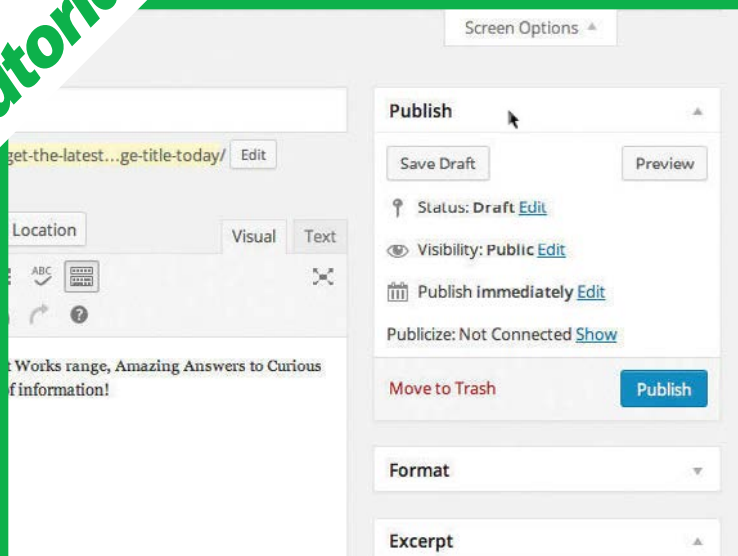 Screen Options
Publish
get-the-latest...ge-title-today/ Edit
Save Draft Preview
Status: Draft Edit
Location
Visual Text
Visibility: Public Edit
ABC
Publish immediately Edit
Publicize: Not Connected Show
Works range, Amazing Answers to Curious
of information!
Move to Trash Publish
Format
Excerpt